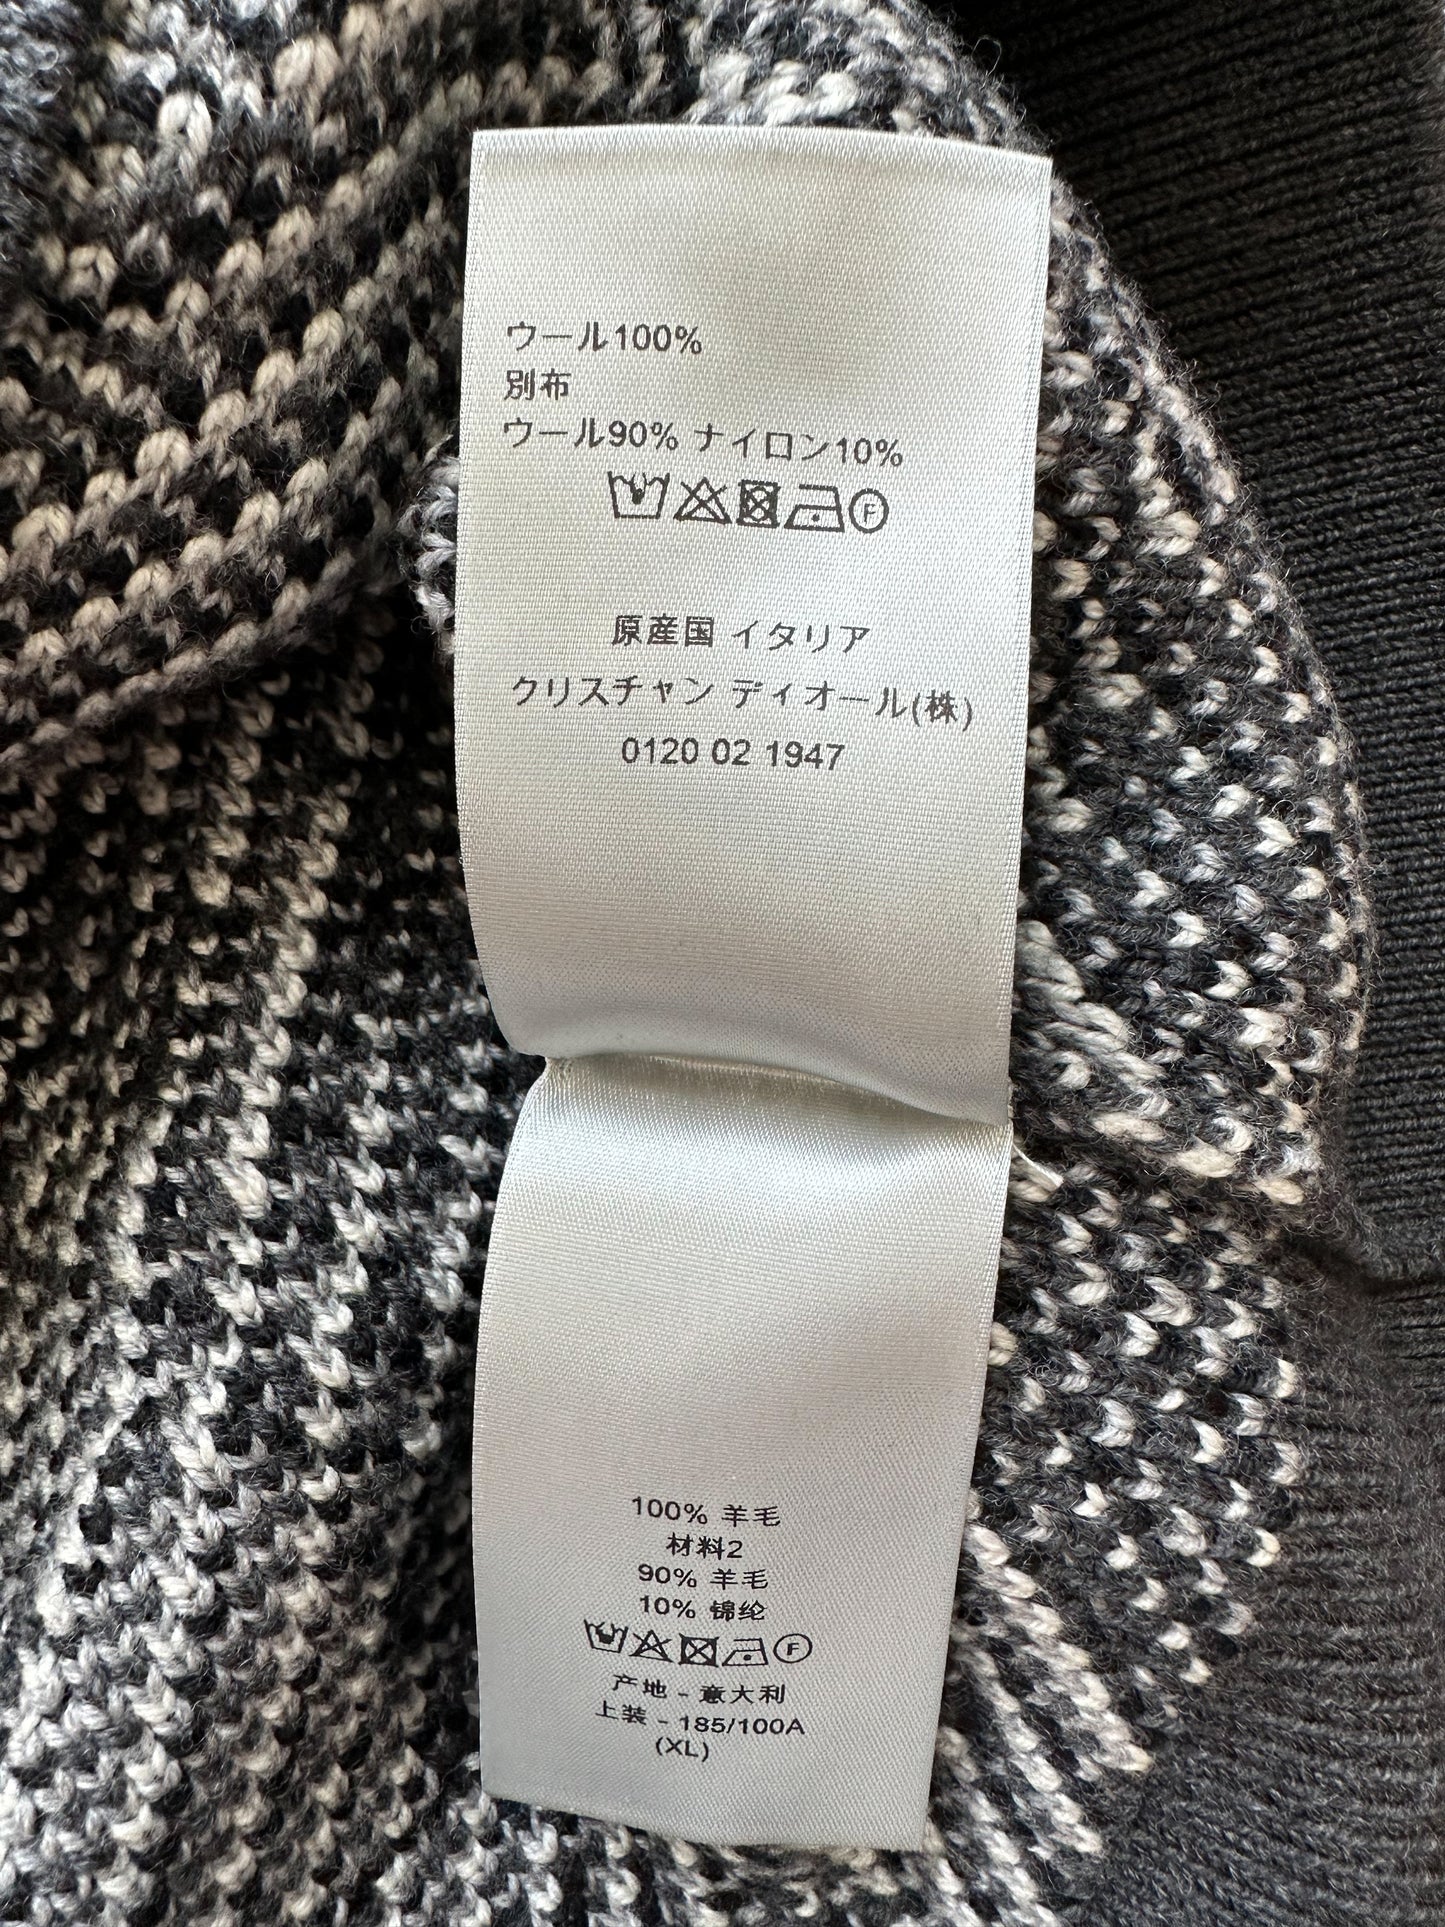 ウール100%
別布
ウール90% ナイロン10%
F
原産国 イタリア
クリスチャン ディオール(株)
0120 02 1947
100% 羊毛
材料2
90% 羊毛
10% 锦纶
F
产地 - 意大利
上装 - 185/100A
(XL)